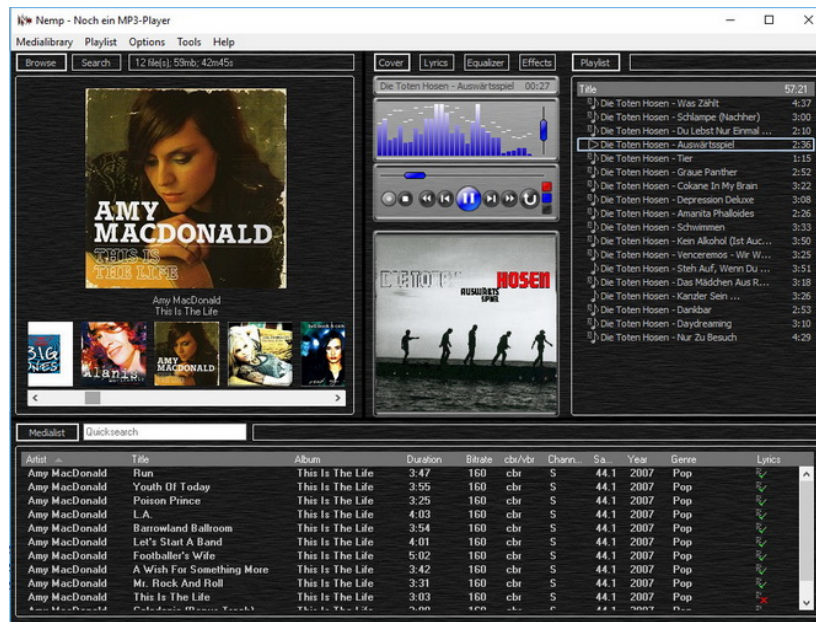 Nemp - Noch ein MP3-Player
Medialibrary Playlist Options Tools Help
Browse Search 12 file(s); 59mb; 42m45s
AMY
MACDONALD
THIS IS
THE LIFE
Amy MacDonald
This Is The Life
BIG
ONES
Alanis
AMY
MACDONALD
Cover Lyrics Equalizer Effects
Die Toten Hosen - Auswärtsspiel 00:27
DIE TOTEN HOSEN
AUSWÄRTS
SPIEL
Playlist
Title 57:21
Die Toten Hosen - Was Zählt 4:37
Die Toten Hosen - Schlampe (Nachher) 3:00
Die Toten Hosen - Du Lebst Nur Einmal ... 2:10
Die Toten Hosen - Auswärtsspiel 2:36
Die Toten Hosen - Tier 1:15
Die Toten Hosen - Graue Panther 2:52
Die Toten Hosen - Cokane In My Brain 3:22
Die Toten Hosen - Depression Deluxe 3:08
Die Toten Hosen - Amanita Phalloides 2:26
Die Toten Hosen - Schwimmen 3:33
Die Toten Hosen - Kein Alkohol (Ist Auc... 3:50
Die Toten Hosen - Venceremos - Wir W... 3:25
Die Toten Hosen - Steh Auf, Wenn Du ... 3:51
Die Toten Hosen - Das Mädchen Aus R... 3:18
Die Toten Hosen - Kanzler Sein ... 3:26
Die Toten Hosen - Dankbar 2:53
Die Toten Hosen - Daydreaming 3:10
Die Toten Hosen - Nur Zu Besuch 4:29
Medialist Quicksearch
Artist Title Album Duration Bitrate cbr/vbr Chann... Sa... Year Genre Lyrics
Amy MacDonald Run This Is The Life 3:47 160 cbr S 44.1 2007 Pop
Amy MacDonald Youth Of Today This Is The Life 3:55 160 cbr S 44.1 2007 Pop
Amy MacDonald Poison Prince This Is The Life 3:25 160 cbr S 44.1 2007 Pop
Amy MacDonald L.A. This Is The Life 4:03 160 cbr S 44.1 2007 Pop
Amy MacDonald Barrowland Ballroom This Is The Life 3:54 160 cbr S 44.1 2007 Pop
Amy MacDonald Let's Start A Band This Is The Life 4:01 160 cbr S 44.1 2007 Pop
Amy MacDonald Footballer's Wife This Is The Life 5:02 160 cbr S 44.1 2007 Pop
Amy MacDonald A Wish For Something More This Is The Life 3:42 160 cbr S 44.1 2007 Pop
Amy MacDonald Mr. Rock And Roll This Is The Life 3:31 160 cbr S 44.1 2007 Pop
Amy MacDonald This Is The Life This Is The Life 3:03 160 cbr S 44.1 2007 Pop